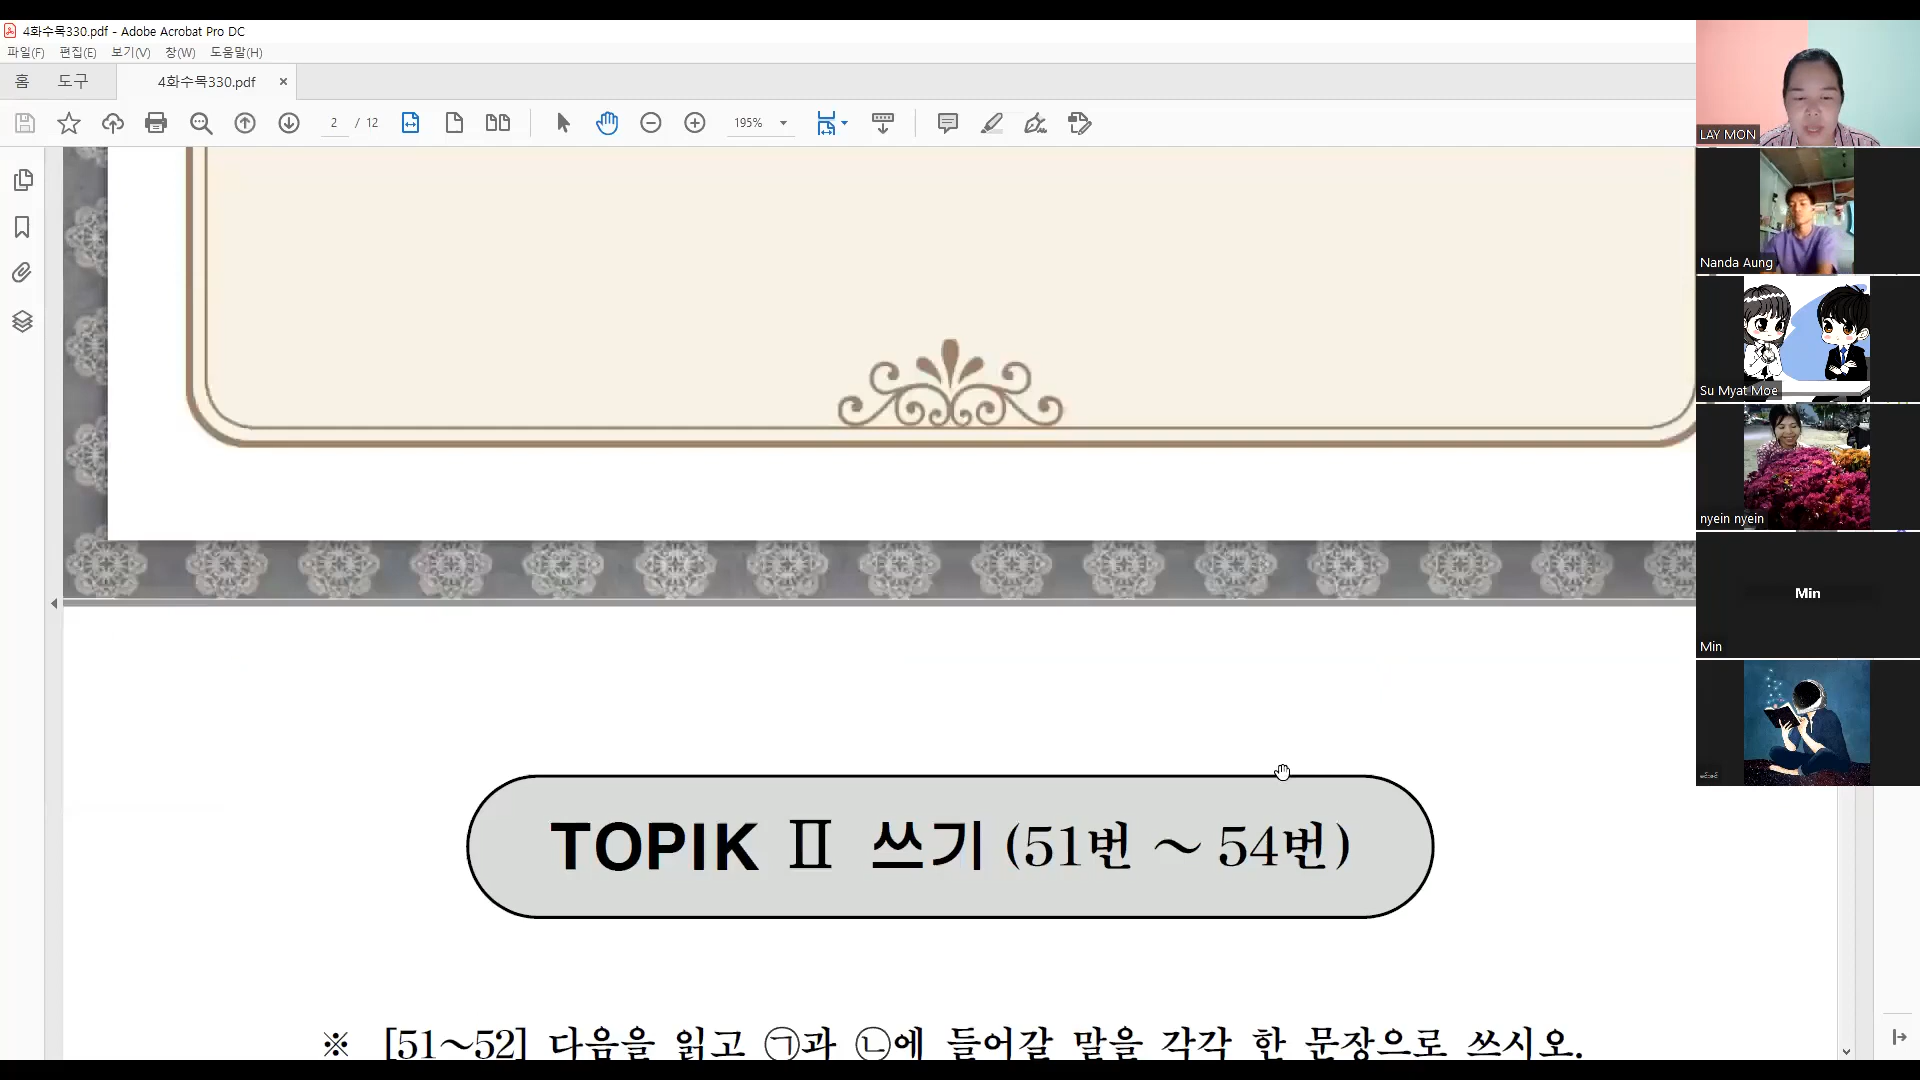 4화수목330.pdf - Adobe Acrobat Pro DC
파일(F) 편집(E) 보기(V) 창(W) 도움말(H)
홈 도구 4화수목330.pdf ×
2 / 12 195%
LAY MON
Nanda Aung
Su Myat Moe
nyein nyein
Min
Min
TOPIK Ⅱ 쓰기 (51번 ～ 54번)
※ [51～52] 다음을 읽고 ㉠과 ㉡에 들어갈 말을 각각 한 문장으로 쓰시오.